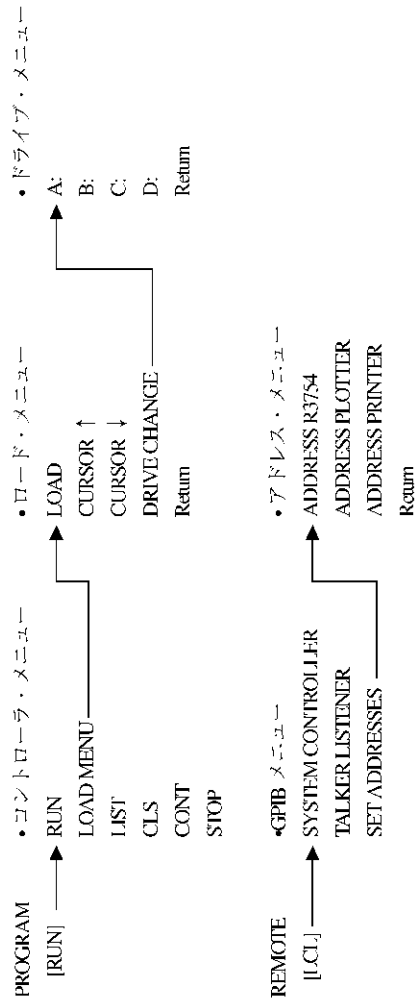 PROGRAM
[RUN]
•コントローラ・メニュー
RUN
LOAD MENU
LIST
CLS
CONT
STOP
•ロード・メニュー
LOAD
CURSOR ↑
CURSOR ↓
DRIVE CHANGE
Return
•ドライブ・メニュー
A:
B:
C:
D:
Return
REMOTE
[LCL]
•GPIB メニュー
SYSTEM CONTROLLER
TALKER LISTENER
SET ADDRESSES
•アドレス・メニュー
ADDRESS R3754
ADDRESS PLOTTER
ADDRESS PRINTER
Return